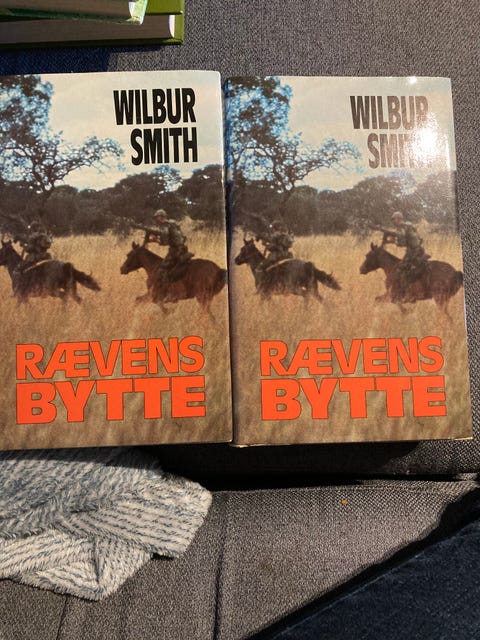 WILBUR
SMITH
RÆVENS
BYTTE
WILBUR
SMITH
RÆVENS
BYTTE